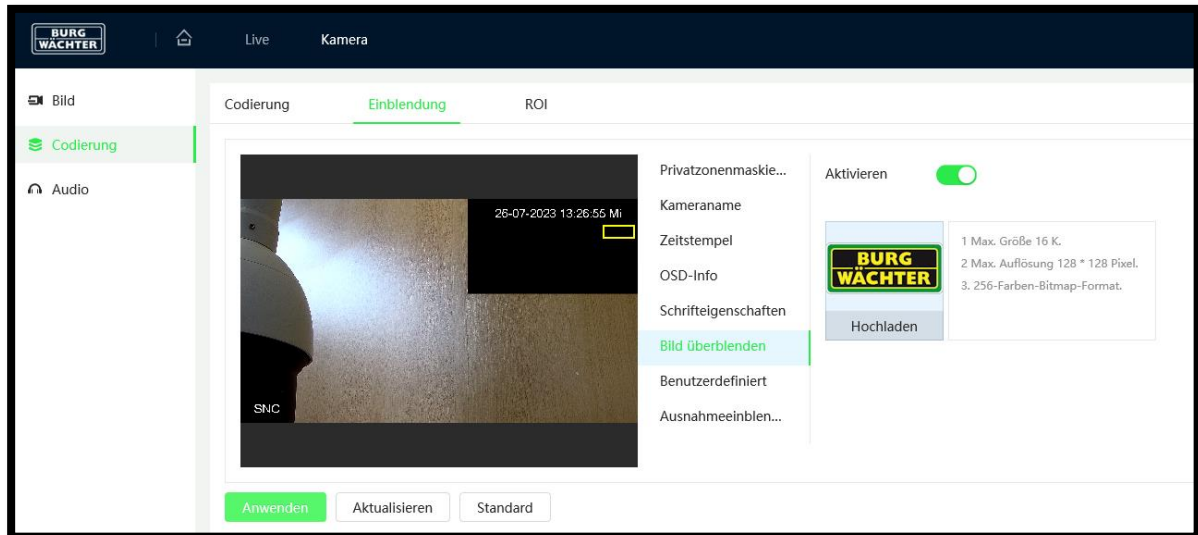 BURG
WÄCHTER
Live
Kamera
Bild
Codierung
Audio
Codierung
Einblendung
ROI
26-07-2023 13:26:55 Mi
SNC
Privatzonenmaskie...
Kameraname
Zeitstempel
OSD-Info
Schrifteigenschaften
Bild überblenden
Benutzerdefiniert
Ausnahmeeinblen...
Aktivieren
BURG
WÄCHTER
Hochladen
1 Max. Größe 16 K.
2 Max. Auflösung 128 * 128 Pixel.
3. 256-Farben-Bitmap-Format.
Anwenden
Aktualisieren
Standard